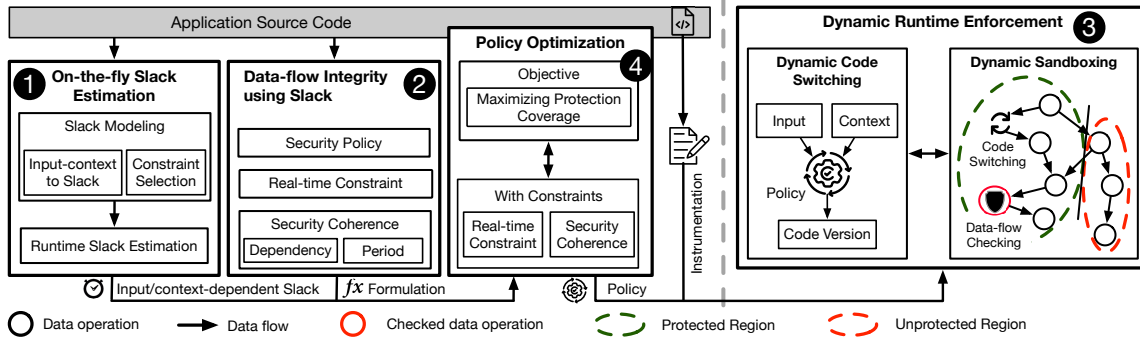 Application Source Code
</>
1
On-the-fly Slack
Estimation
Slack Modeling
Input-context
to Slack
Constraint
Selection
Runtime Slack Estimation
2
Data-flow Integrity
using Slack
Security Policy
Real-time Constraint
Security Coherence
Dependency
Period
Policy Optimization
4
Objective
Maximizing Protection
Coverage
With Constraints
Real-time
Constraint
Security
Coherence
Instrumentation
Dynamic Runtime Enforcement
3
Dynamic Code
Switching
Input
Context
Policy
Code Version
Dynamic Sandboxing
Code
Switching
Data-flow
Checking
Input/context-dependent Slack
fx Formulation
Policy
Data operation
Data flow
Checked data operation
Protected Region
Unprotected Region